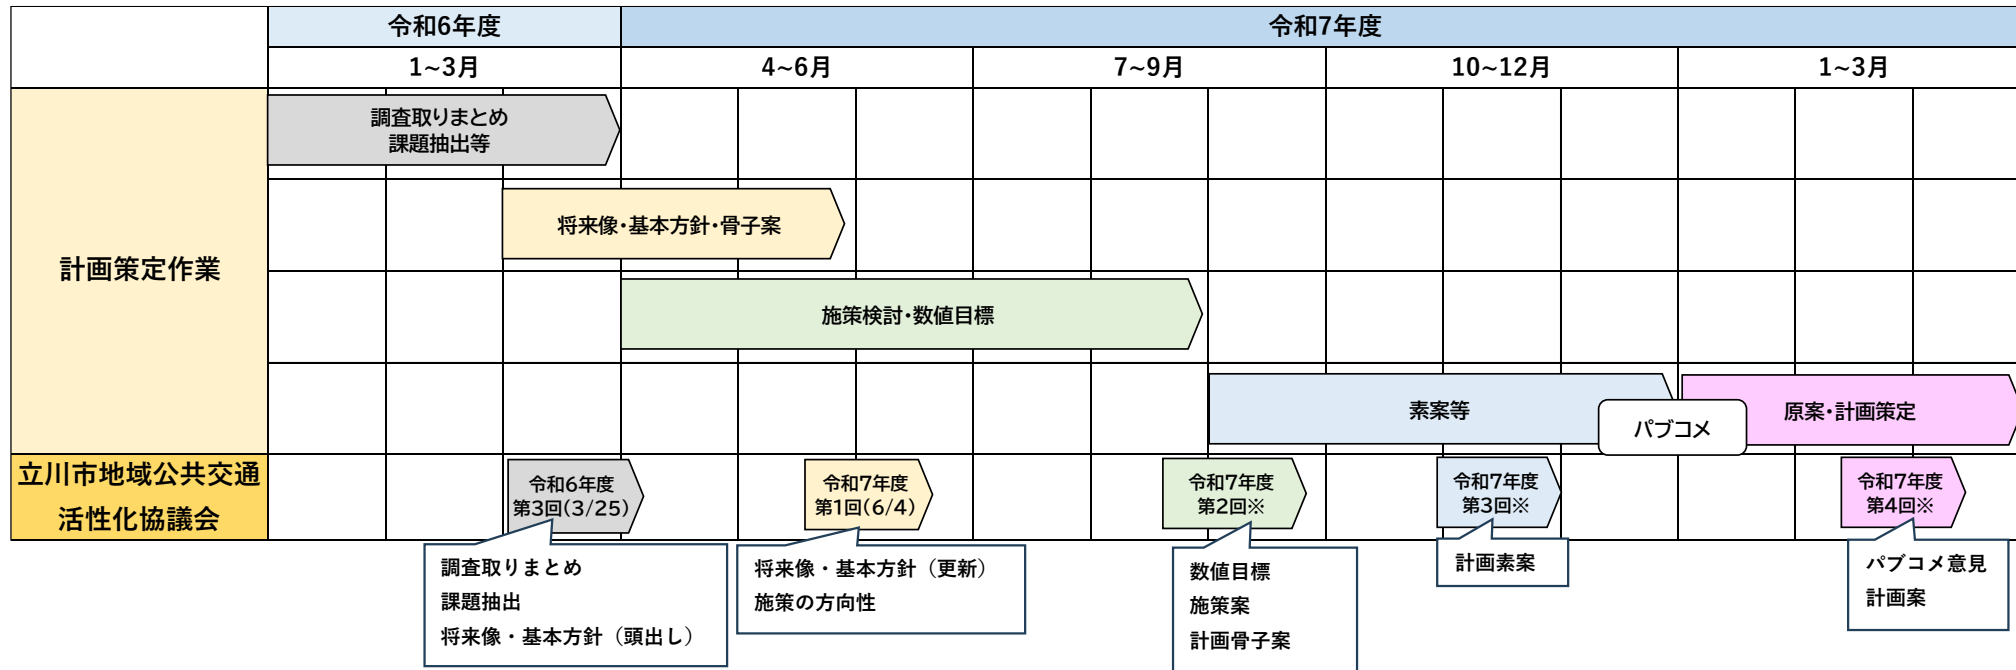 令和6年度
令和7年度
1~3月
4~6月
7~9月
10~12月
1~3月
計画策定作業
調査取りまとめ
課題抽出等
将来像・基本方針・骨子案
施策検討・数値目標
素案等
パブコメ
原案・計画策定
立川市地域公共交通
活性化協議会
令和6年度
第3回(3/25)
令和7年度
第1回(6/4)
令和7年度
第2回※
令和7年度
第3回※
令和7年度
第4回※
調査取りまとめ
課題抽出
将来像・基本方針（頭出し）
将来像・基本方針（更新）
施策の方向性
数値目標
施策案
計画骨子案
計画素案
パブコメ意見
計画案